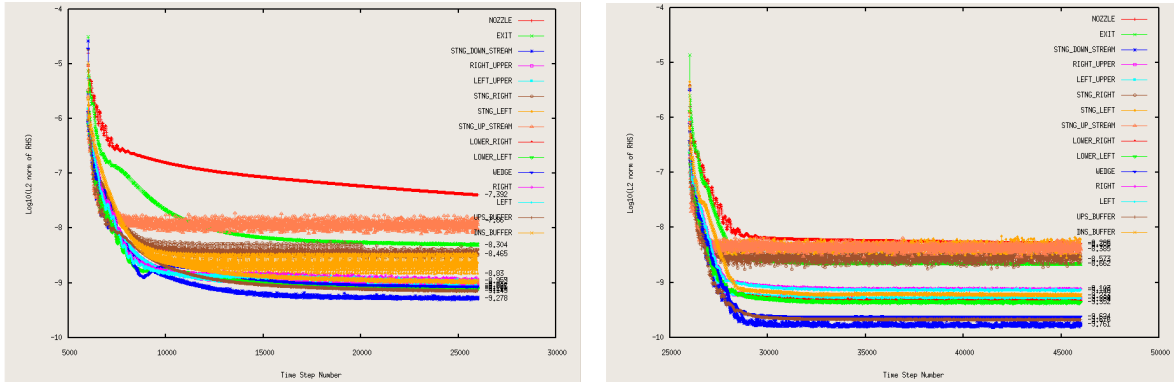 -4
-5
-6
-7
-8
-9
-10
Log10(L2 norm of RHS)
5000
10000
15000
20000
25000
30000
Time Step Number
NOZZLE
EXIT
STNG_DOWN_STREAM
RIGHT_UPPER
LEFT_UPPER
STNG_RIGHT
STNG_LEFT
STNG_UP_STREAM
LOWER_RIGHT
LOWER_LEFT
WEDGE
RIGHT
LEFT
UPS_BUFFER
INS_BUFFER
-7.392
-8.304
-8.465
-8.83
-9.278
-4
-5
-6
-7
-8
-9
-10
Log10(L2 norm of RHS)
25000
30000
35000
40000
45000
50000
Time Step Number
NOZZLE
EXIT
STNG_DOWN_STREAM
RIGHT_UPPER
LEFT_UPPER
STNG_RIGHT
STNG_LEFT
STNG_UP_STREAM
LOWER_RIGHT
LOWER_LEFT
WEDGE
RIGHT
LEFT
UPS_BUFFER
INS_BUFFER
-8.573
-8.662
-9.761